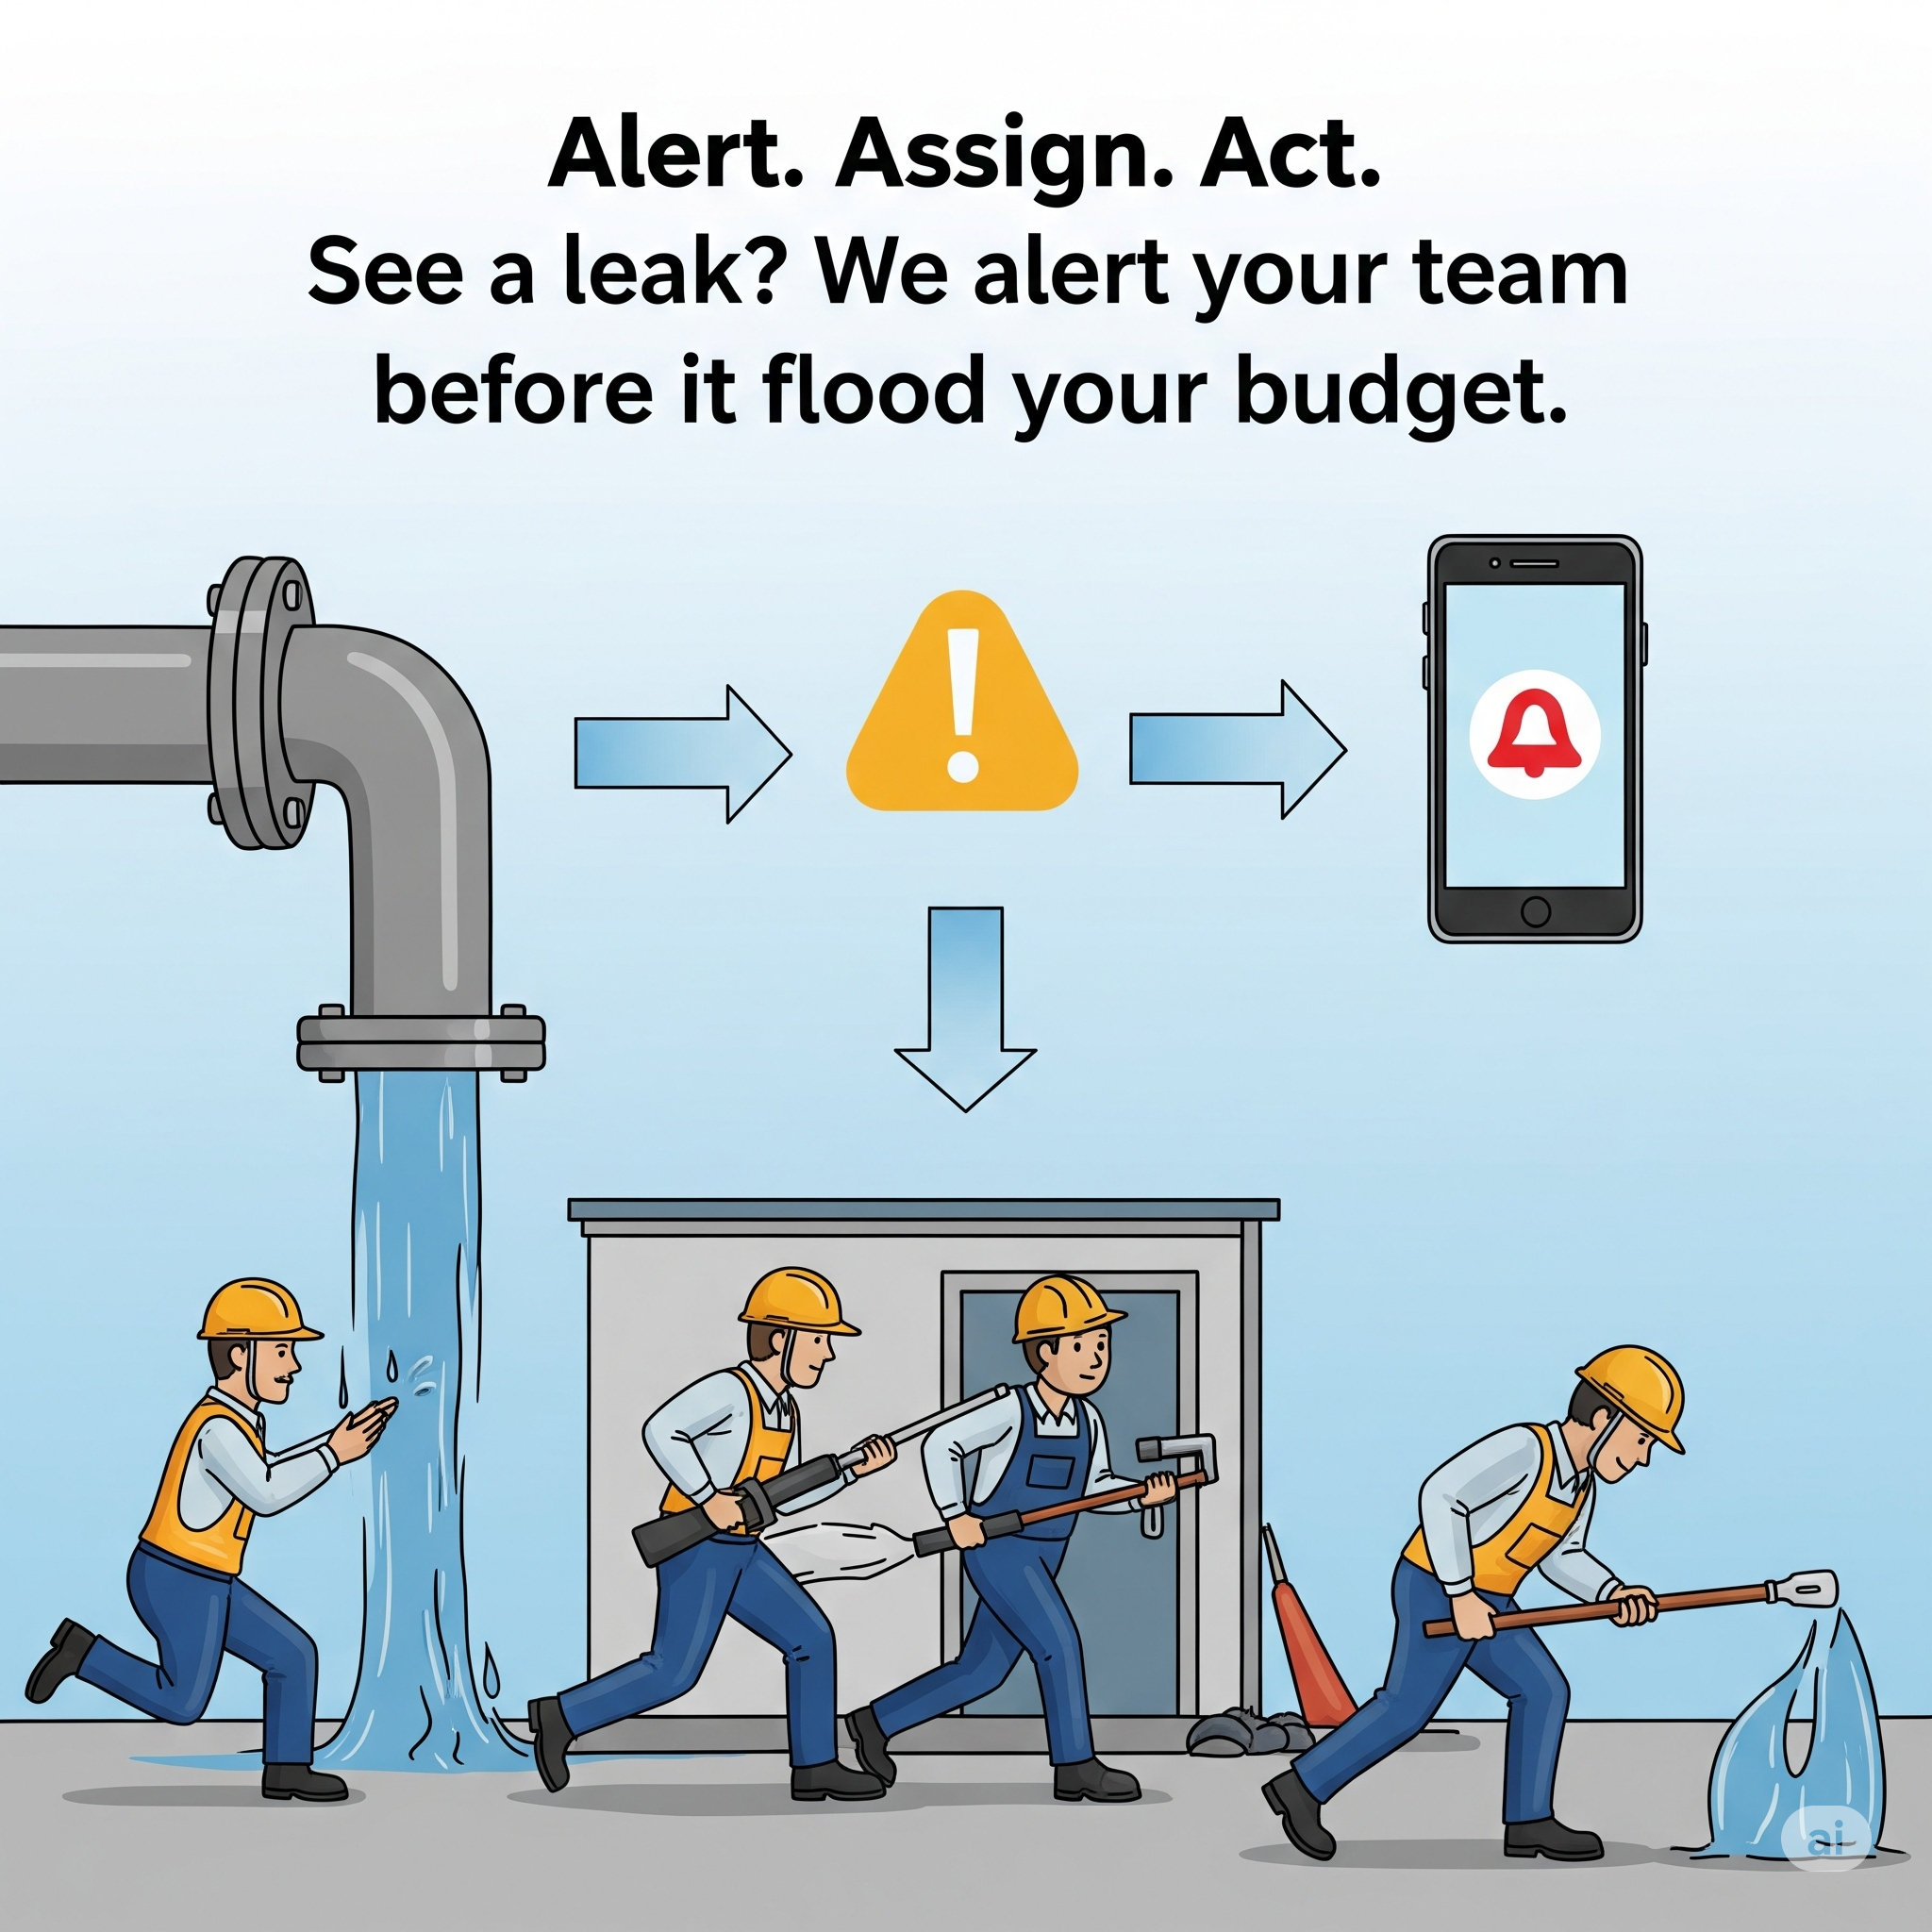 Alert. Assign. Act.
See a leak? We alert your team
before it flood your budget.
ai